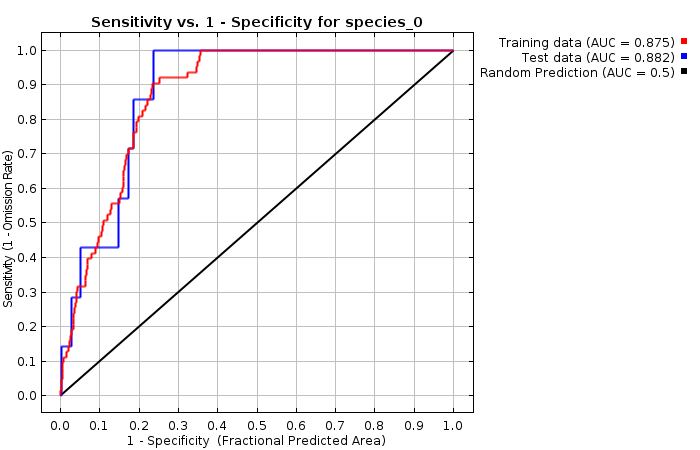 Sensitivity vs. 1 - Specificity for species_0
Training data (AUC = 0.875)
Test data (AUC = 0.882)
Random Prediction (AUC = 0.5)
Sensitivity (1 - Omission Rate)
1.0
0.9
0.8
0.7
0.6
0.5
0.4
0.3
0.2
0.1
0.0
0.0 0.1 0.2 0.3 0.4 0.5 0.6 0.7 0.8 0.9 1.0
1 - Specificity (Fractional Predicted Area)